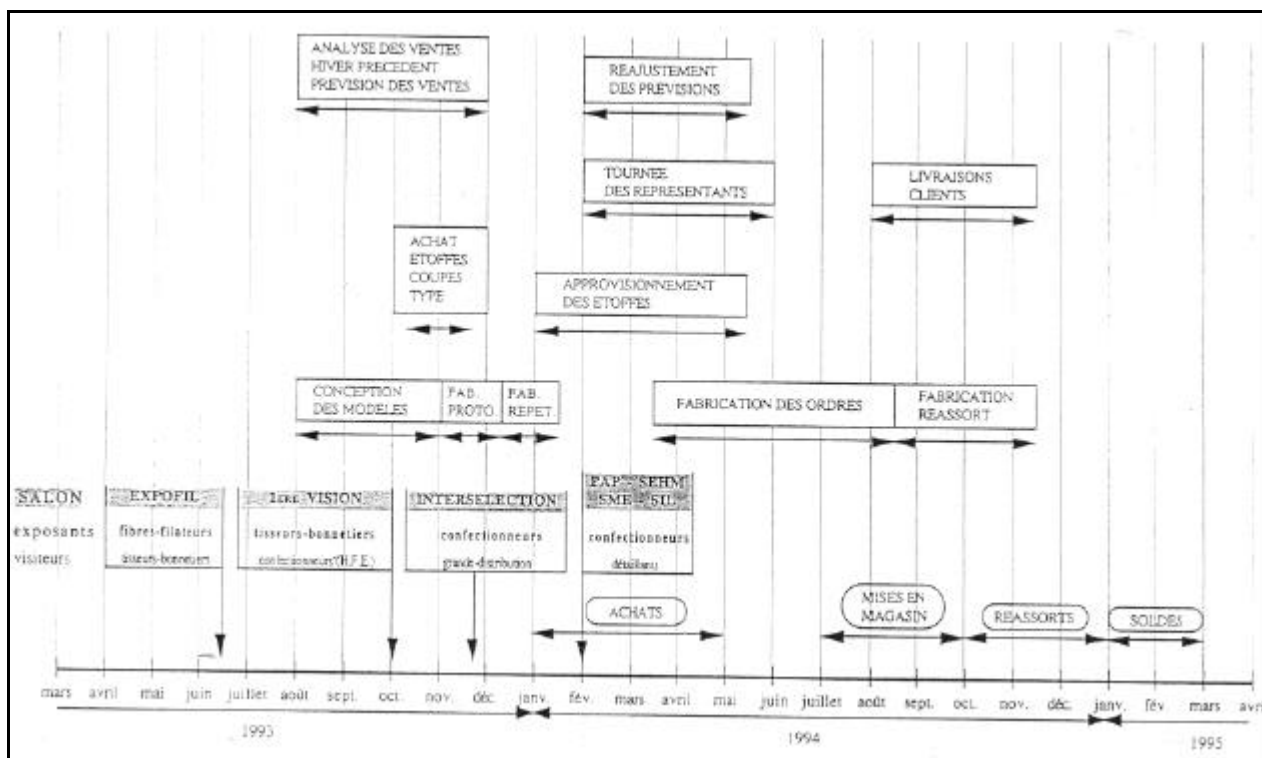 ANALYSE DES VENTES
HIVER PRECEDENT
PREVISION DES VENTES
REAJUSTEMENT
DES PREVISIONS
TOURNEE
DES REPRESENTANTS
LIVRAISONS
CLIENTS
ACHAT
ETOFFES
COUPES
TYPE
APPROVISIONNEMENT
DES ETOFFES
CONCEPTION
DES MODELES
FAB.
PROTO.
FAB.
REPET.
FABRICATION DES ORDRES
FABRICATION
REASSORT
SALON
exposants
visiteurs
EXPOFIL
fibres-filateurs
tisseurs-bonnetiers
1ERE VISION
tisseurs-bonnetiers
confectionneurs (H.F.E.)
INTERSELECTION
confectionneurs
grande-distribution
PAP - SEHM
SME - SIL
confectionneurs
détaillants
ACHATS
MISES EN
MAGASIN
REASSORTS
SOLDES
mars avril mai juin juillet août sept. oct. nov. déc. janv. fév. mars avril mai juin juillet août sept. oct. nov. déc. janv. fév. mars avr
1993 1994 1995